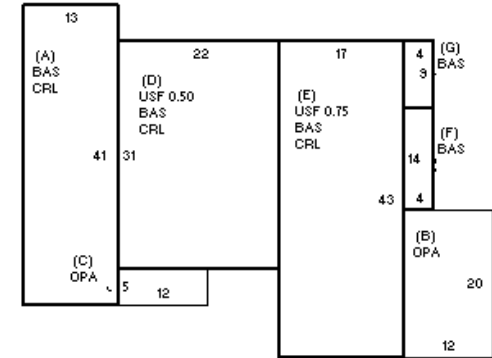 13
(A)
BAS
CRL
41
22
(D)
USF 0.50
BAS
CRL
31
17
(E)
USF 0.75
BAS
CRL
43
4
9
(G)
BAS
(F)
BAS
14
4
(C)
OPA
5
12
(B)
OPA
20
12